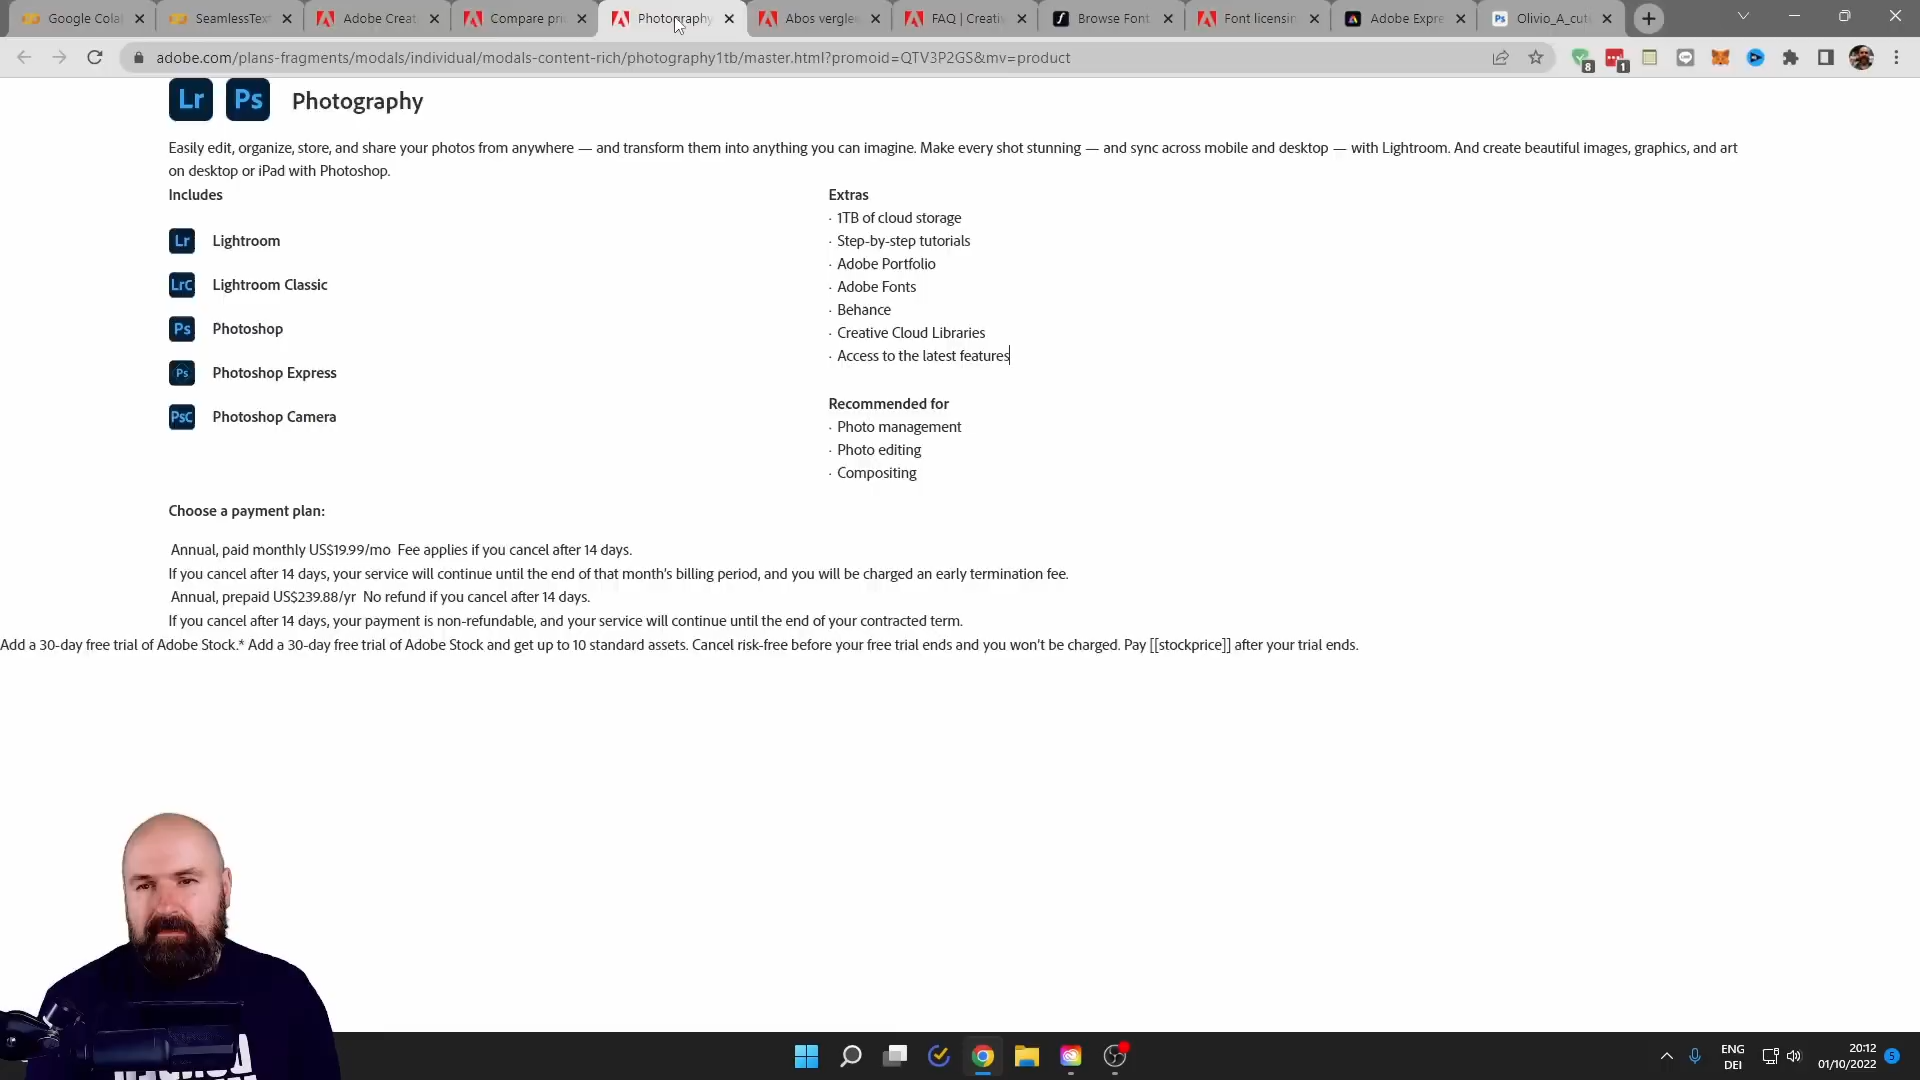 Google Colal
SeamlessTex
Adobe Creat
Compare pri
Photography
Abos vergle
FAQ | Creati
Browse Font
Font licensin
Adobe Expre
Olivio_A_cut
adobe.com/plans-fragments/modals/individual/modals-content-rich/photography1tb/master.html?promoid=QTV3P2GS&mv=product
8
1
Lr Ps Photography
Easily edit, organize, store, and share your photos from anywhere — and transform them into anything you can imagine. Make every shot stunning — and sync across mobile and desktop — with Lightroom. And create beautiful images, graphics, and art
on desktop or iPad with Photoshop.
Includes
Lr Lightroom
LrC Lightroom Classic
Ps Photoshop
Ps Photoshop Express
PsC Photoshop Camera
Extras
· 1TB of cloud storage
· Step-by-step tutorials
· Adobe Portfolio
· Adobe Fonts
· Behance
· Creative Cloud Libraries
· Access to the latest features
Recommended for
· Photo management
· Photo editing
· Compositing
Choose a payment plan:
Annual, paid monthly US$19.99/mo Fee applies if you cancel after 14 days.
If you cancel after 14 days, your service will continue until the end of that month's billing period, and you will be charged an early termination fee.
Annual, prepaid US$239.88/yr No refund if you cancel after 14 days.
If you cancel after 14 days, your payment is non-refundable, and your service will continue until the end of your contracted term.
Add a 30-day free trial of Adobe Stock.* Add a 30-day free trial of Adobe Stock and get up to 10 standard assets. Cancel risk-free before your free trial ends and you won't be charged. Pay [[stockprice]] after your trial ends.
ENG
DEI
20:12
01/10/2022
5